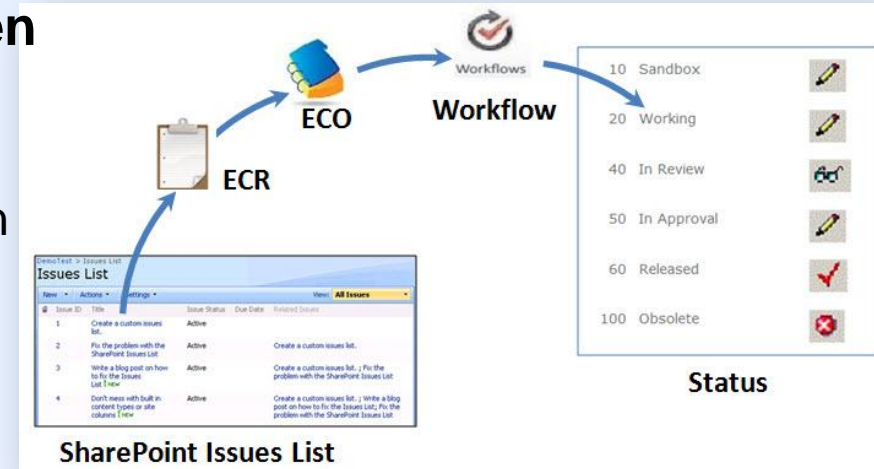 en
n
Workflows
Workflow
ECO
ECR
10 Sandbox
20 Working
40 In Review
50 In Approval
60 Released
100 Obsolete
Status
DemoTest > Issues List
Issues List
New Actions Settings View: All Issues
Issue ID Title Issue Status Due Date Related Issues
1 Create a custom issues Active
list.
2 Fix the problem with the Active Create a custom issues list.
SharePoint Issues List
3 Write a blog post on how Active Create a custom issues list. ; Fix the
to fix the Issues problem with the SharePoint Issues List
List ! NEW
4 Don't mess with built in Active Create a custom issues list. ; Write a blog
content types or site post on how to fix the Issues List; Fix the
columns ! NEW problem with the SharePoint Issues List
SharePoint Issues List